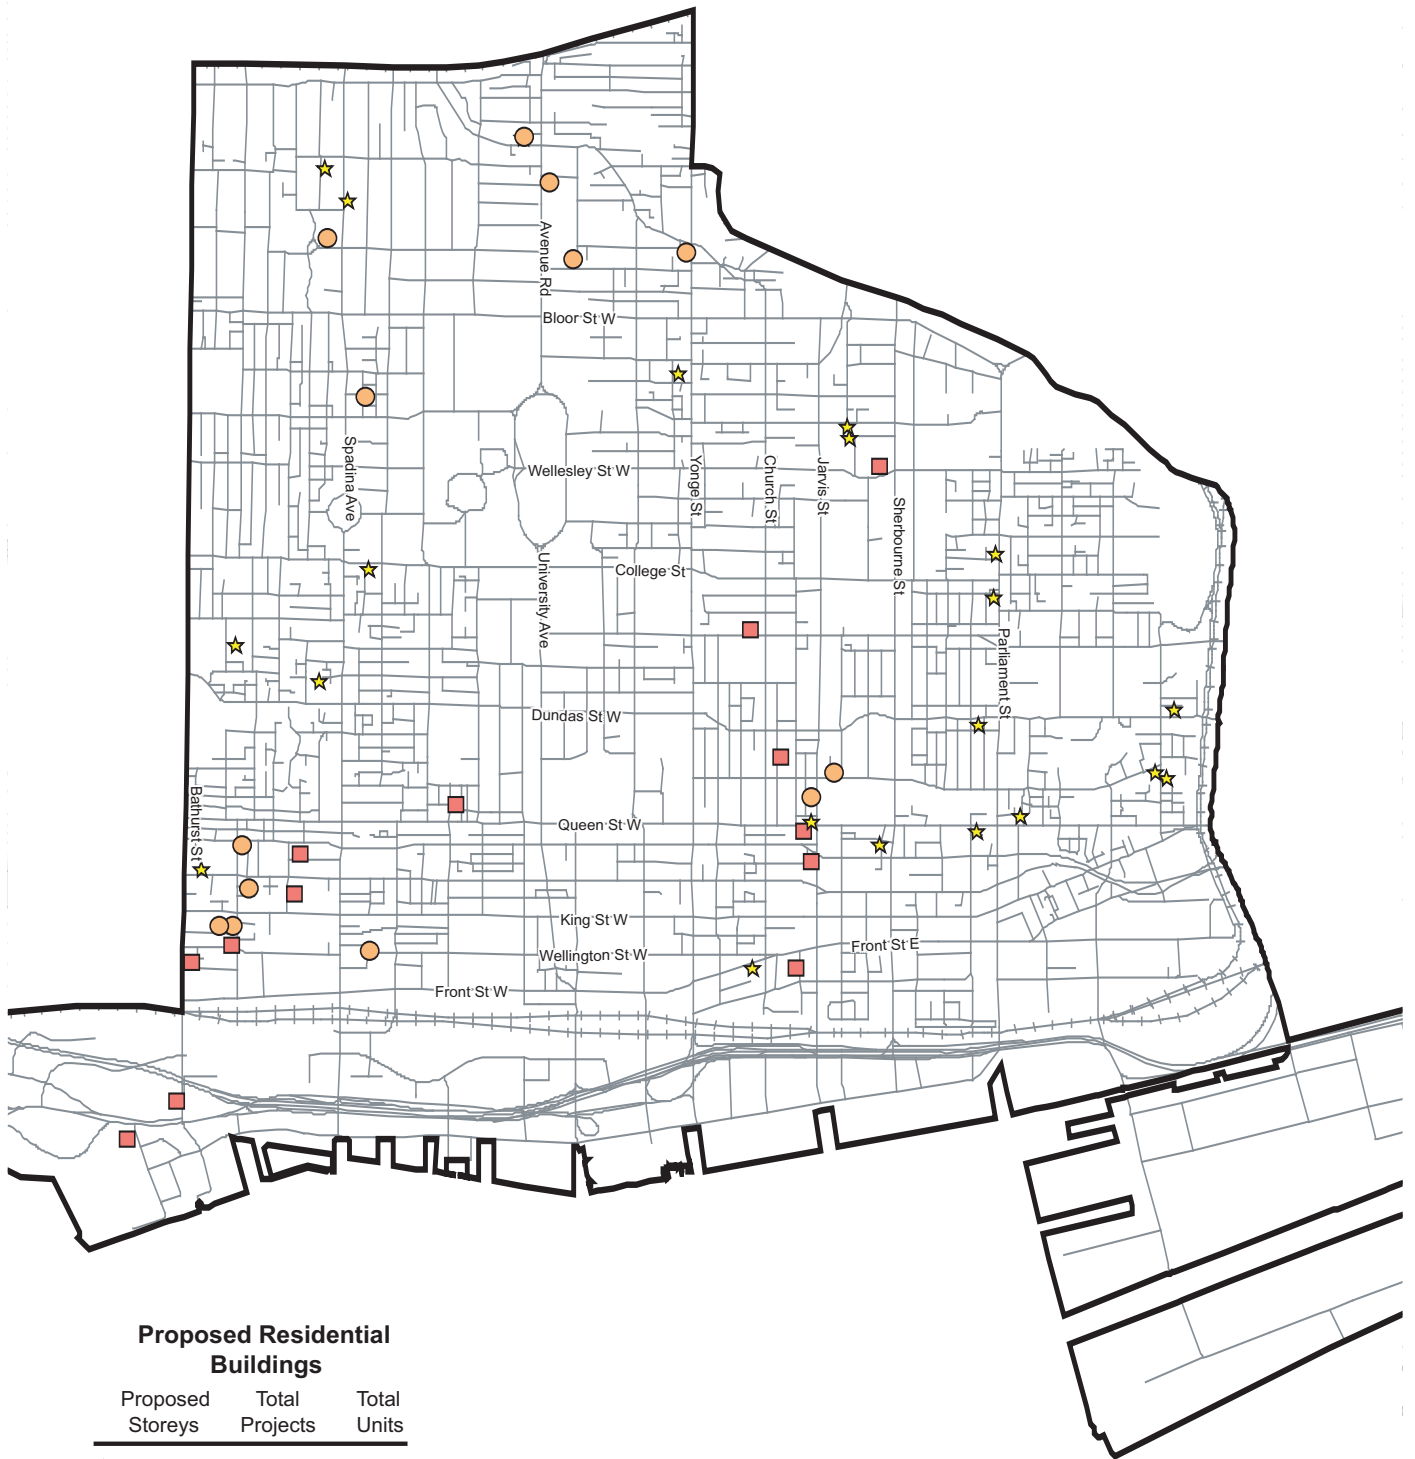 Avenue Rd
Bloor St W
Spadina Ave
Wellesley St W
Yonge St
Church St
Jarvis St
Sherbourne St
University Ave
College St
Parliament St
Dundas St W
Bathurst St
Queen St W
King St W
Wellington St W
Front St E
Front St W
Proposed Residential
Buildings
Proposed Total Total
Storeys Projects Units